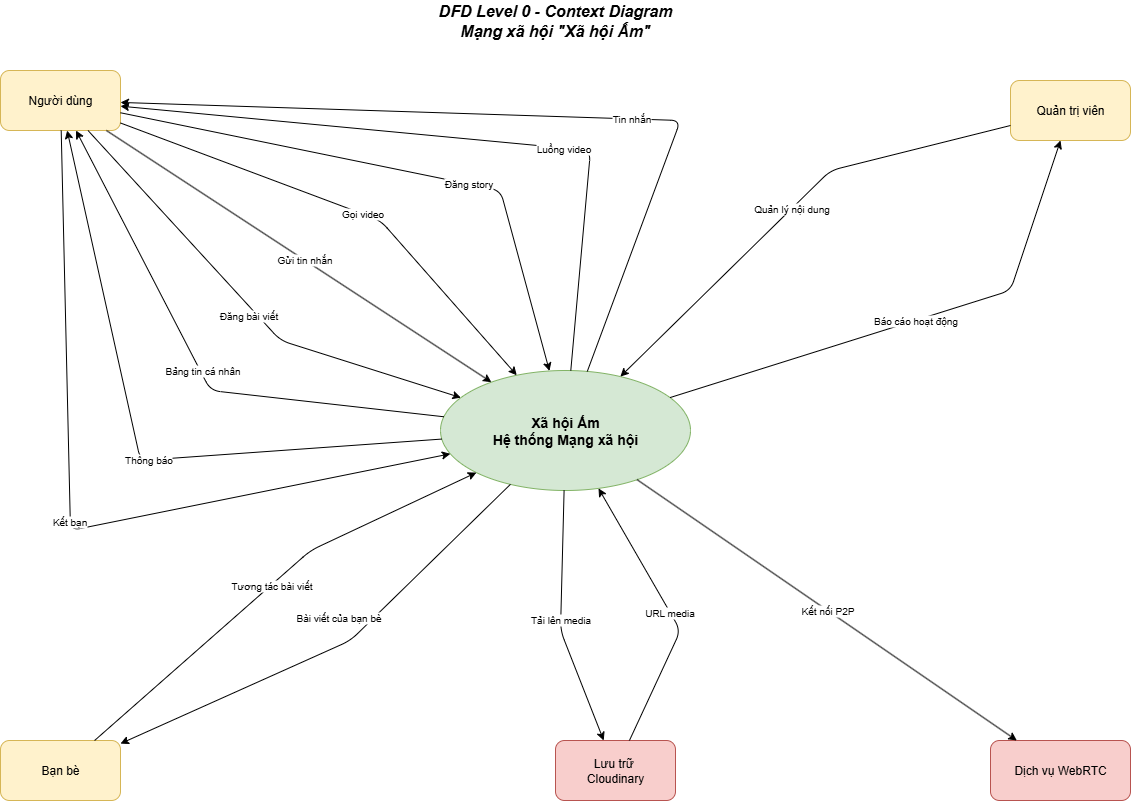 DFD Level 0 - Context Diagram
Mạng xã hội "Xã hội Ấm"
Người dùng
Quản trị viên
Tin nhắn
Luồng video
Đăng story
Gọi video
Quản lý nội dung
Gửi tin nhắn
Đăng bài viết
Báo cáo hoạt động
Bảng tin cá nhân
Xã hội Ấm
Hệ thống Mạng xã hội
Thông báo
Kết bạn
Tương tác bài viết
Bài viết của bạn bè
Tải lên media
URL media
Kết nối P2P
Bạn bè
Lưu trữ
Cloudinary
Dịch vụ WebRTC